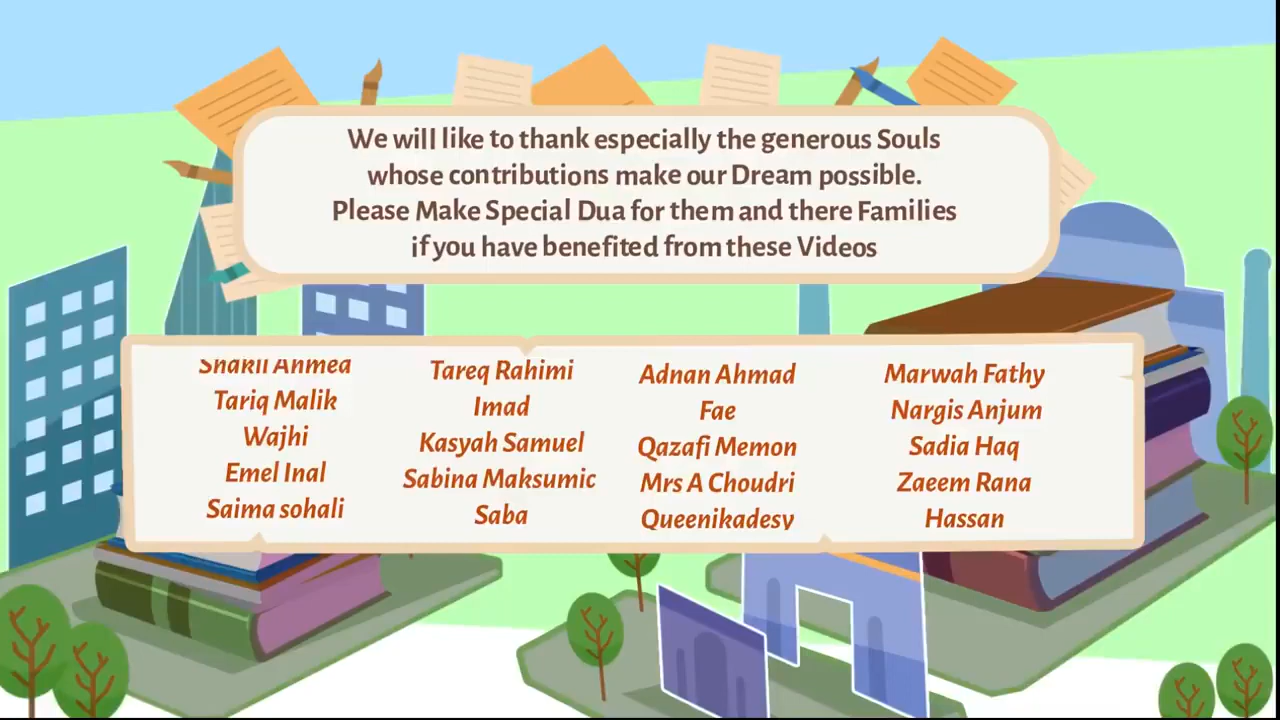 We will like to thank especially the generous Souls
whose contributions make our Dream possible.
Please Make Special Dua for them and there Families
if you have benefited from these Videos
Shakil Ahmed
Tariq Malik
Wajhi
Emel Inal
Saima sohali
Tareq Rahimi
Imad
Kasyah Samuel
Sabina Maksumic
Saba
Adnan Ahmad
Fae
Qazafi Memon
Mrs A Choudri
Queenikadesy
Marwah Fathy
Nargis Anjum
Sadia Haq
Zaeem Rana
Hassan